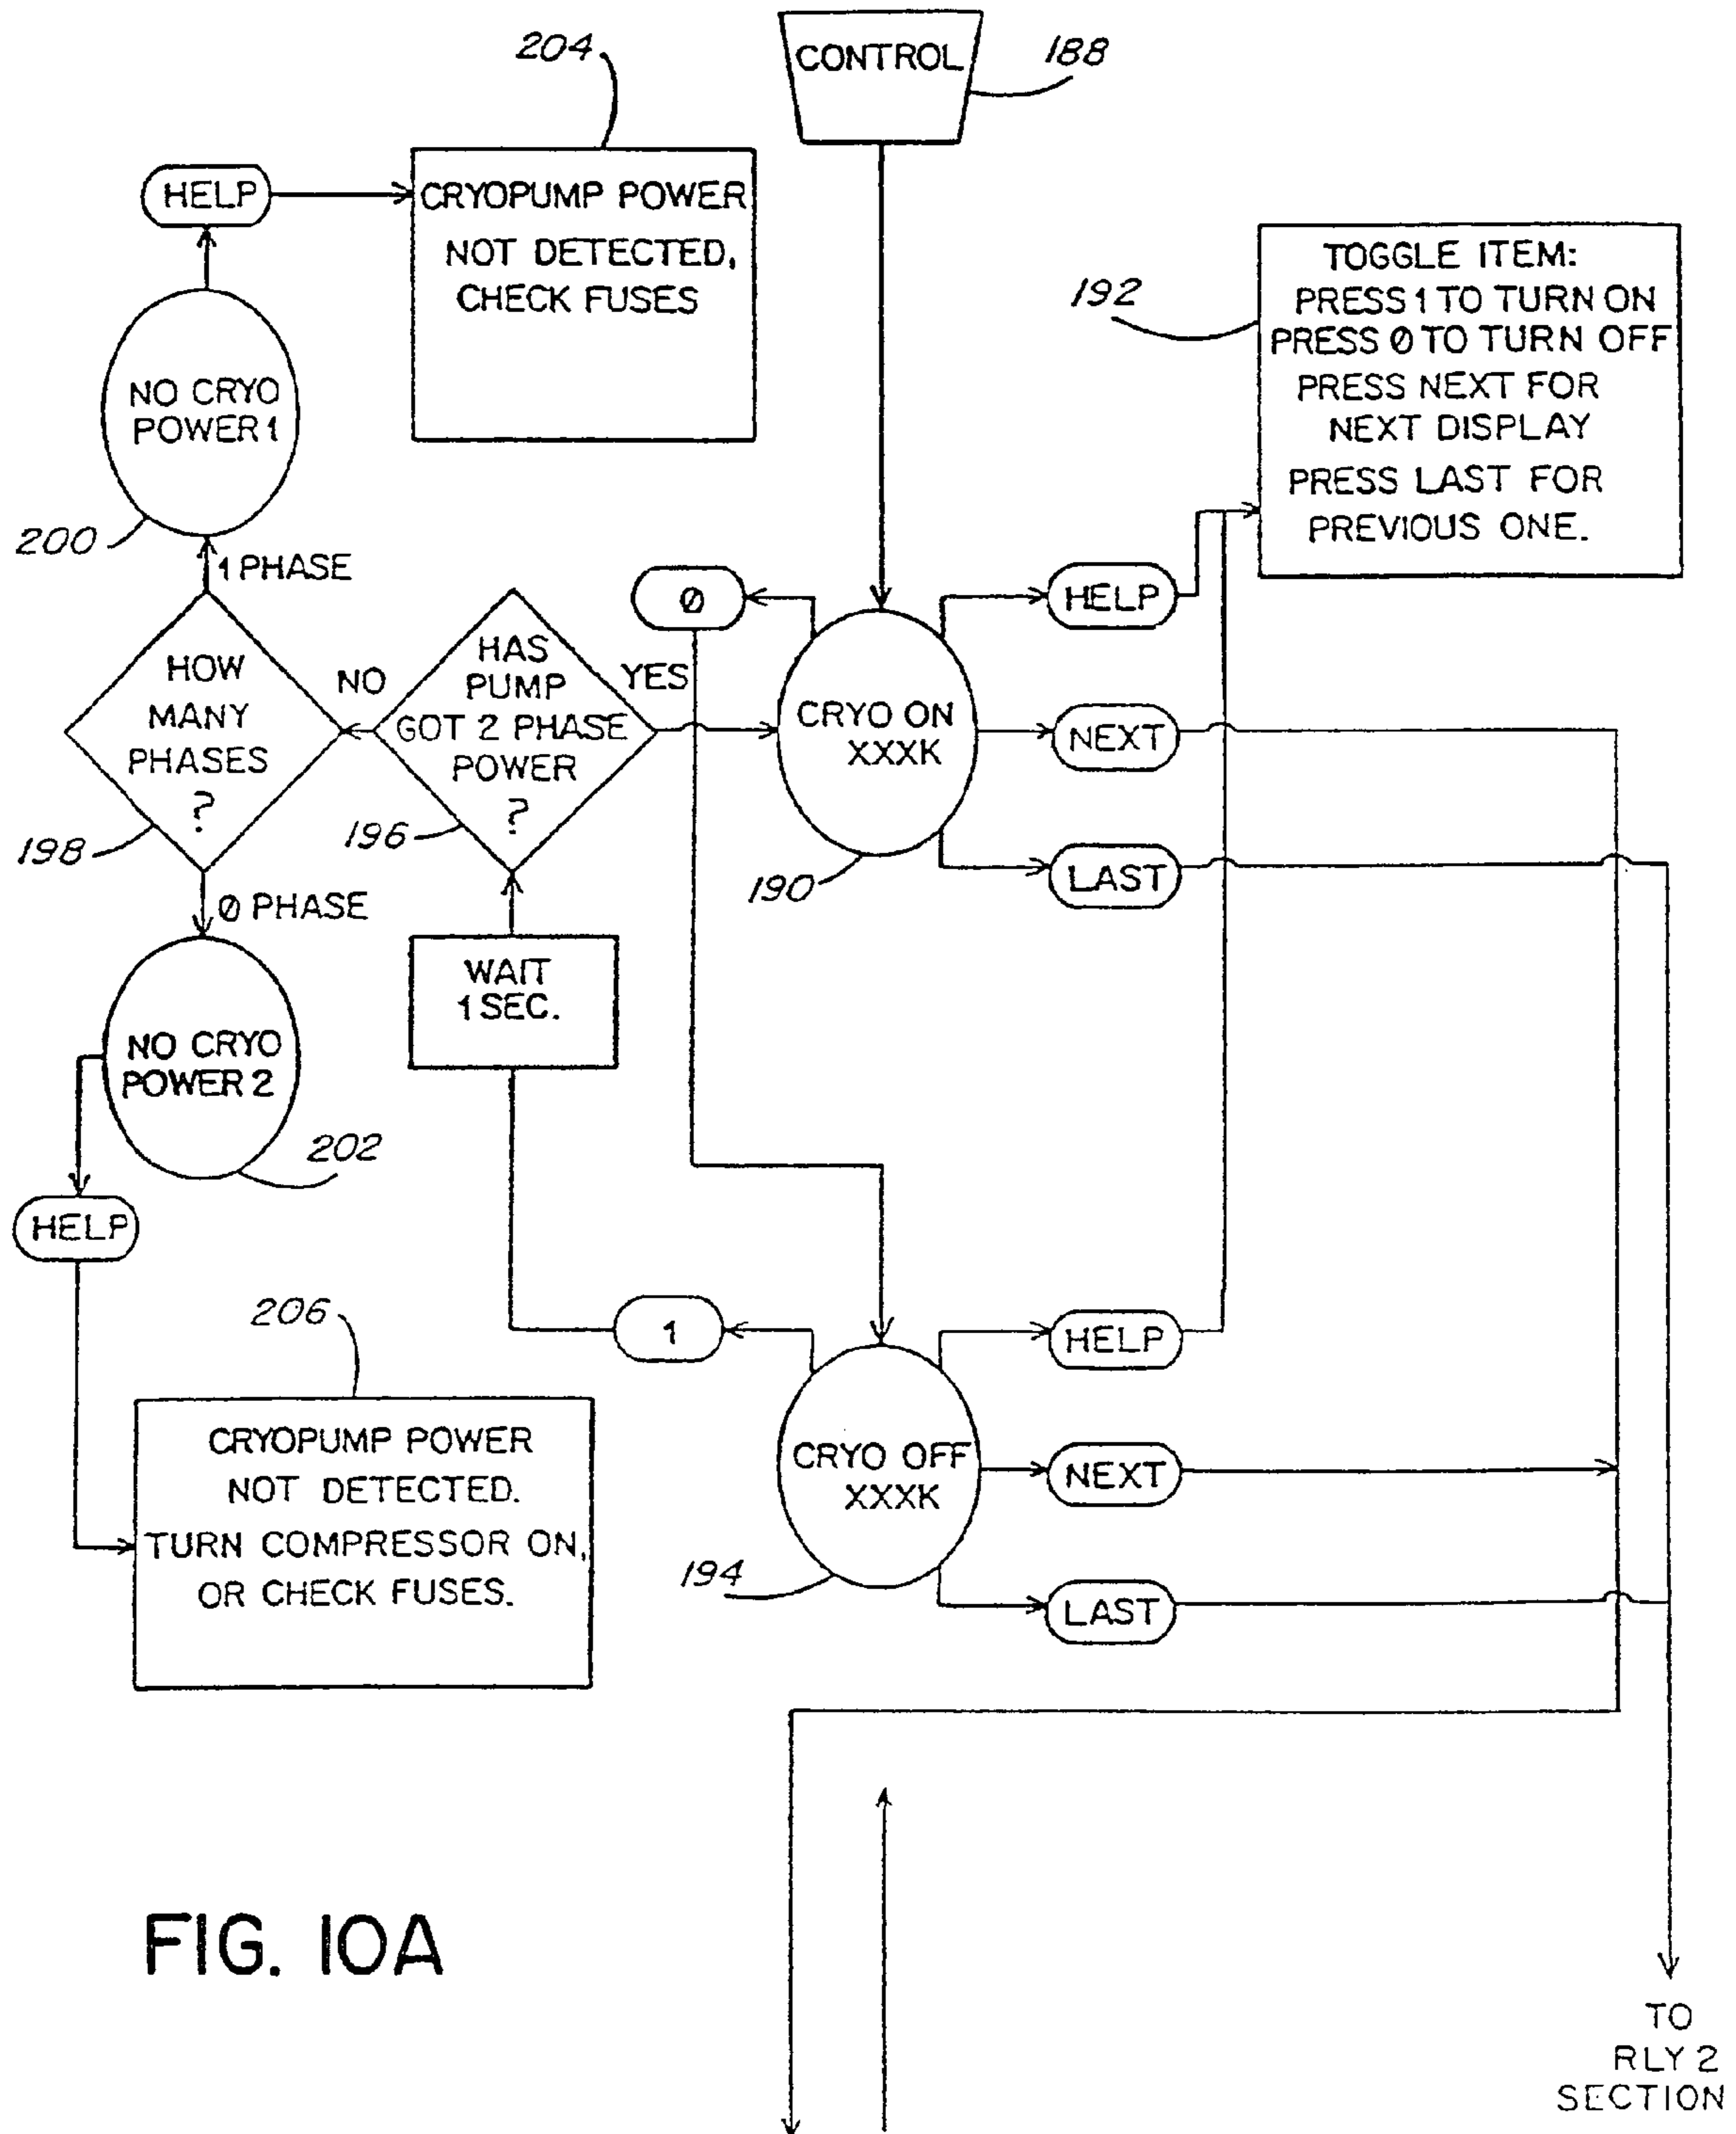 204
CONTROL
188
HELP
CRYOPUMP POWER
NOT DETECTED,
CHECK FUSES
192
TOGGLE ITEM:
PRESS 1 TO TURN ON
PRESS 0 TO TURN OFF
PRESS NEXT FOR
NEXT DISPLAY
PRESS LAST FOR
PREVIOUS ONE.
NO CRYO
POWER 1
200
1 PHASE
0
HELP
HOW
MANY
PHASES
?
198
NO
HAS
PUMP
GOT 2 PHASE
POWER
?
196
YES
CRYO ON
XXXK
190
NEXT
LAST
0 PHASE
WAIT
1 SEC.
NO CRYO
POWER 2
202
HELP
206
1
HELP
CRYOPUMP POWER
NOT DETECTED.
TURN COMPRESSOR ON,
OR CHECK FUSES.
CRYO OFF
XXXK
194
NEXT
LAST
FIG. 10A
TO
RLY 2
SECTION